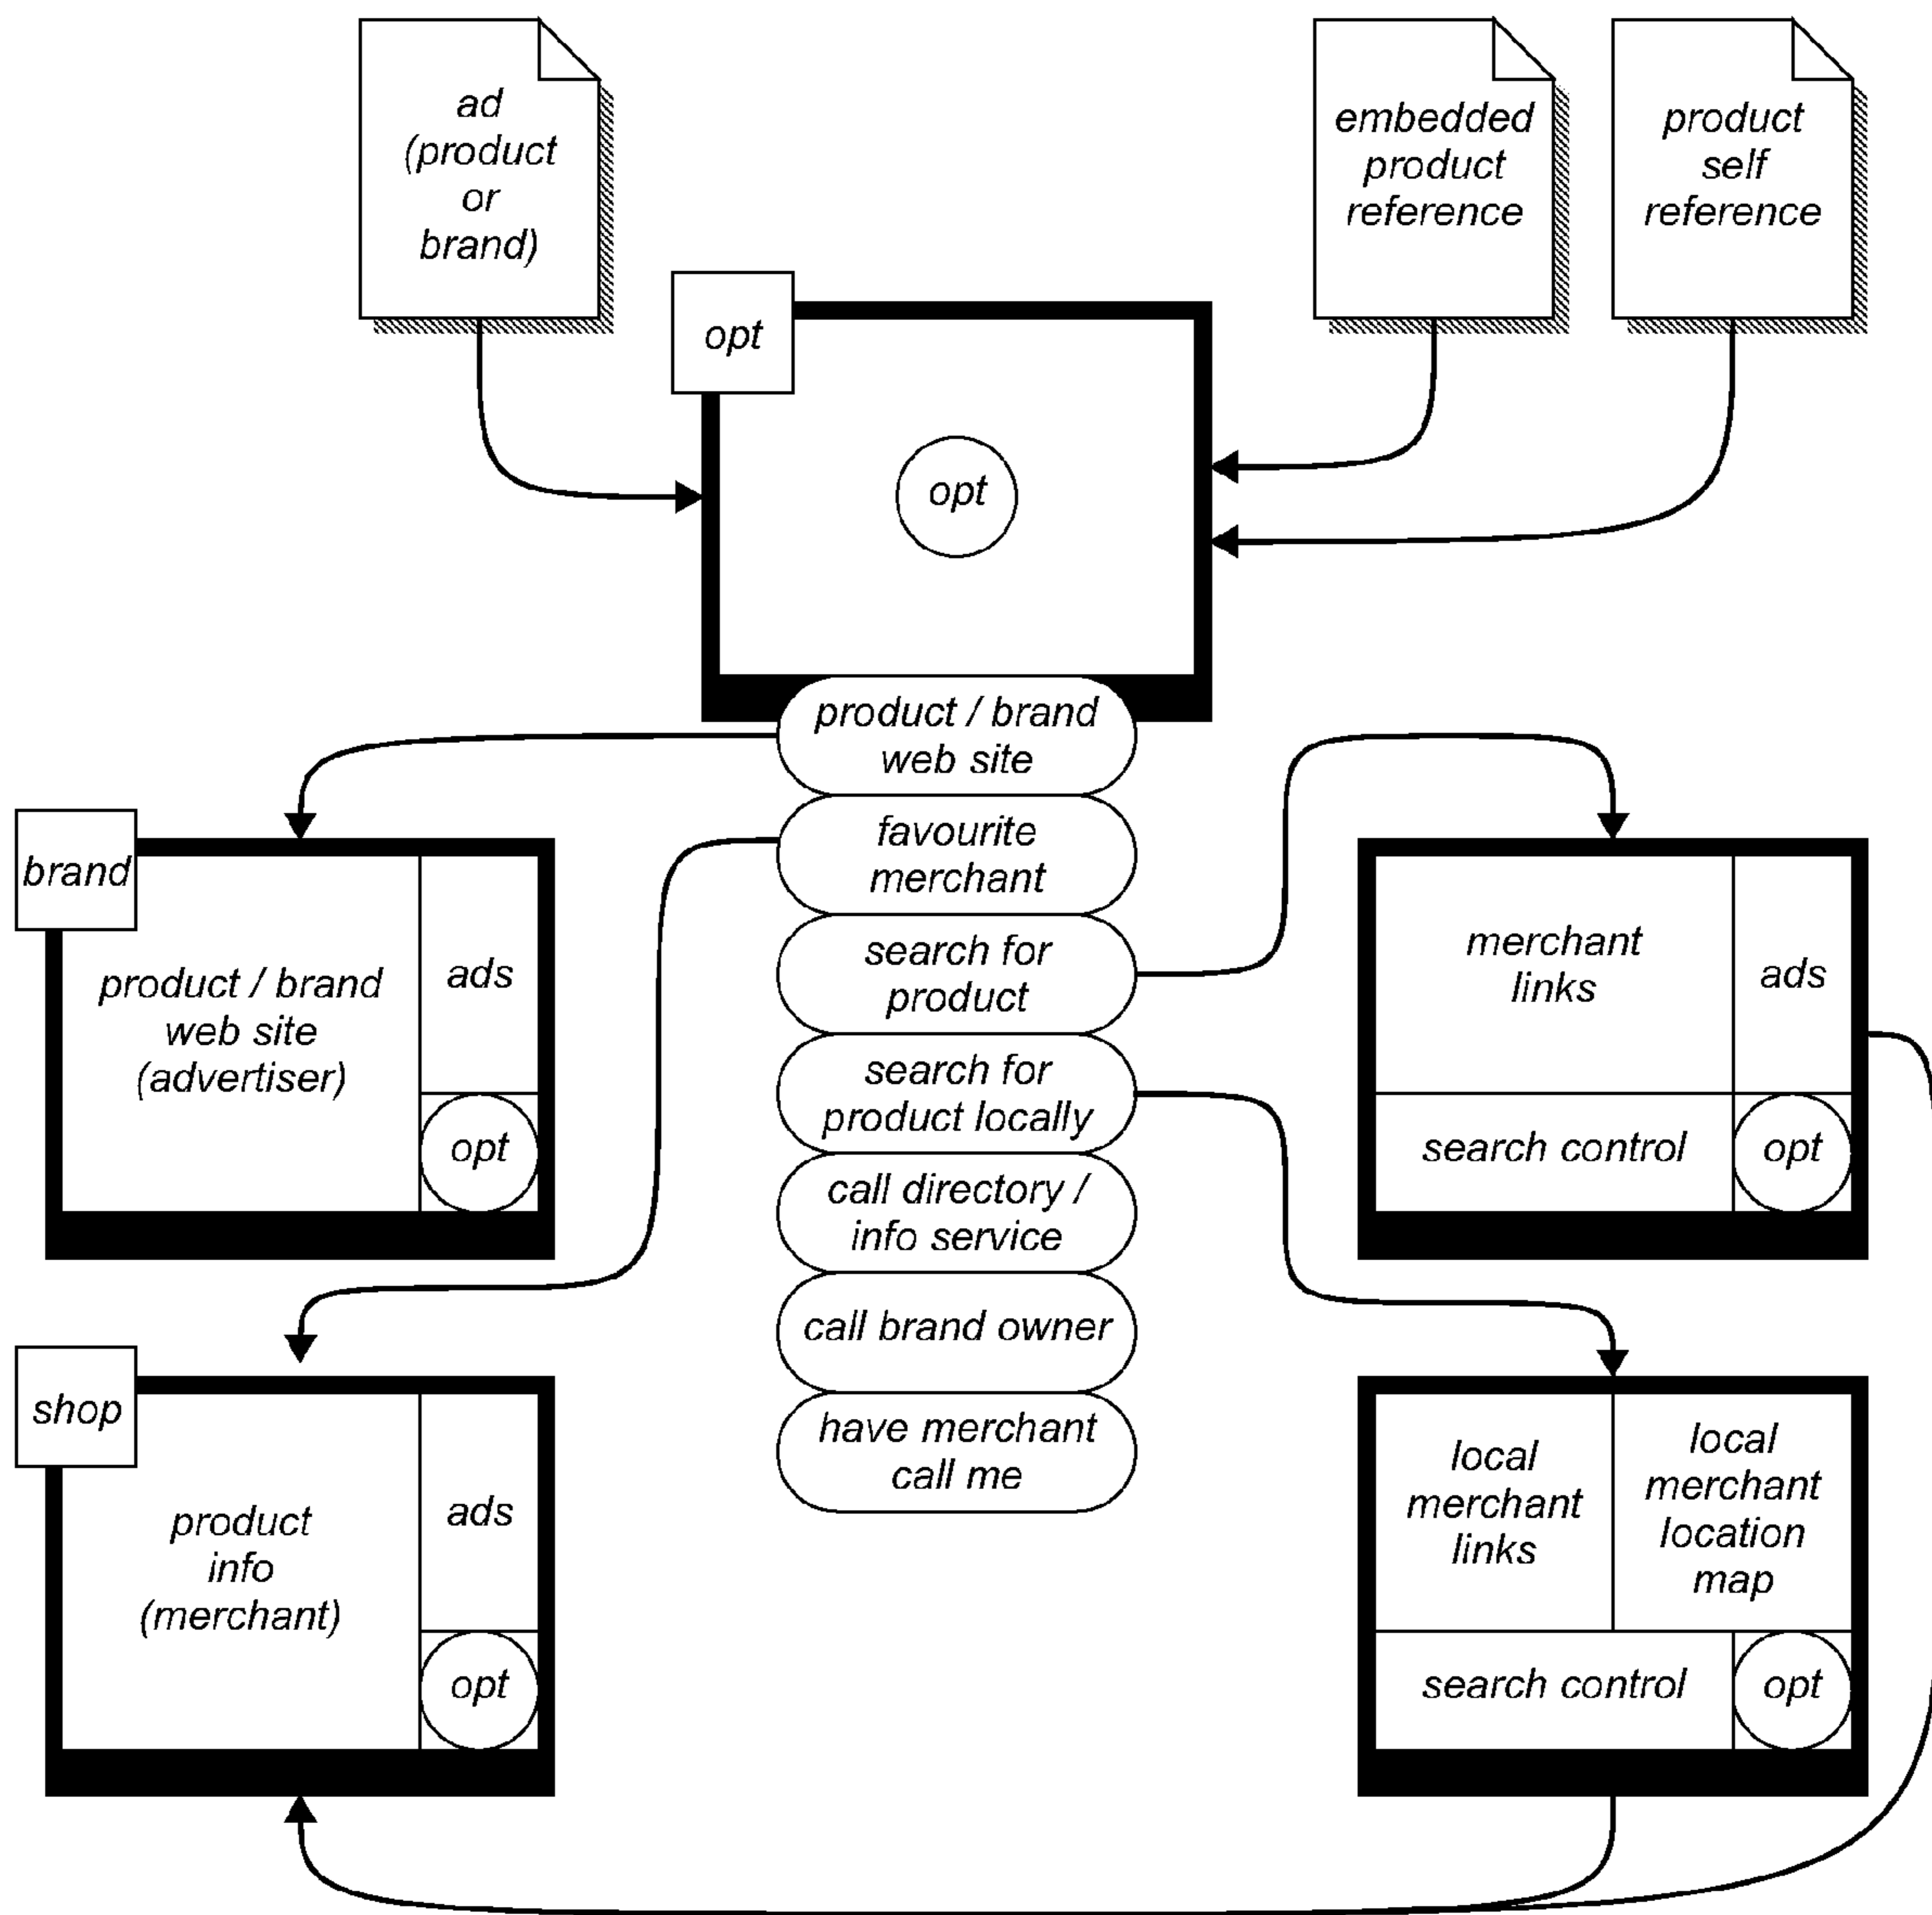 ad
(product
or
brand)
embedded
product
reference
product
self
reference
opt
opt
product / brand
web site
favourite
merchant
search for
product
search for
product locally
call directory /
info service
call brand owner
have merchant
call me
brand
product / brand
web site
(advertiser)
ads
opt
merchant
links
ads
search control
opt
shop
product
info
(merchant)
ads
opt
local
merchant
links
local
merchant
location
map
search control
opt